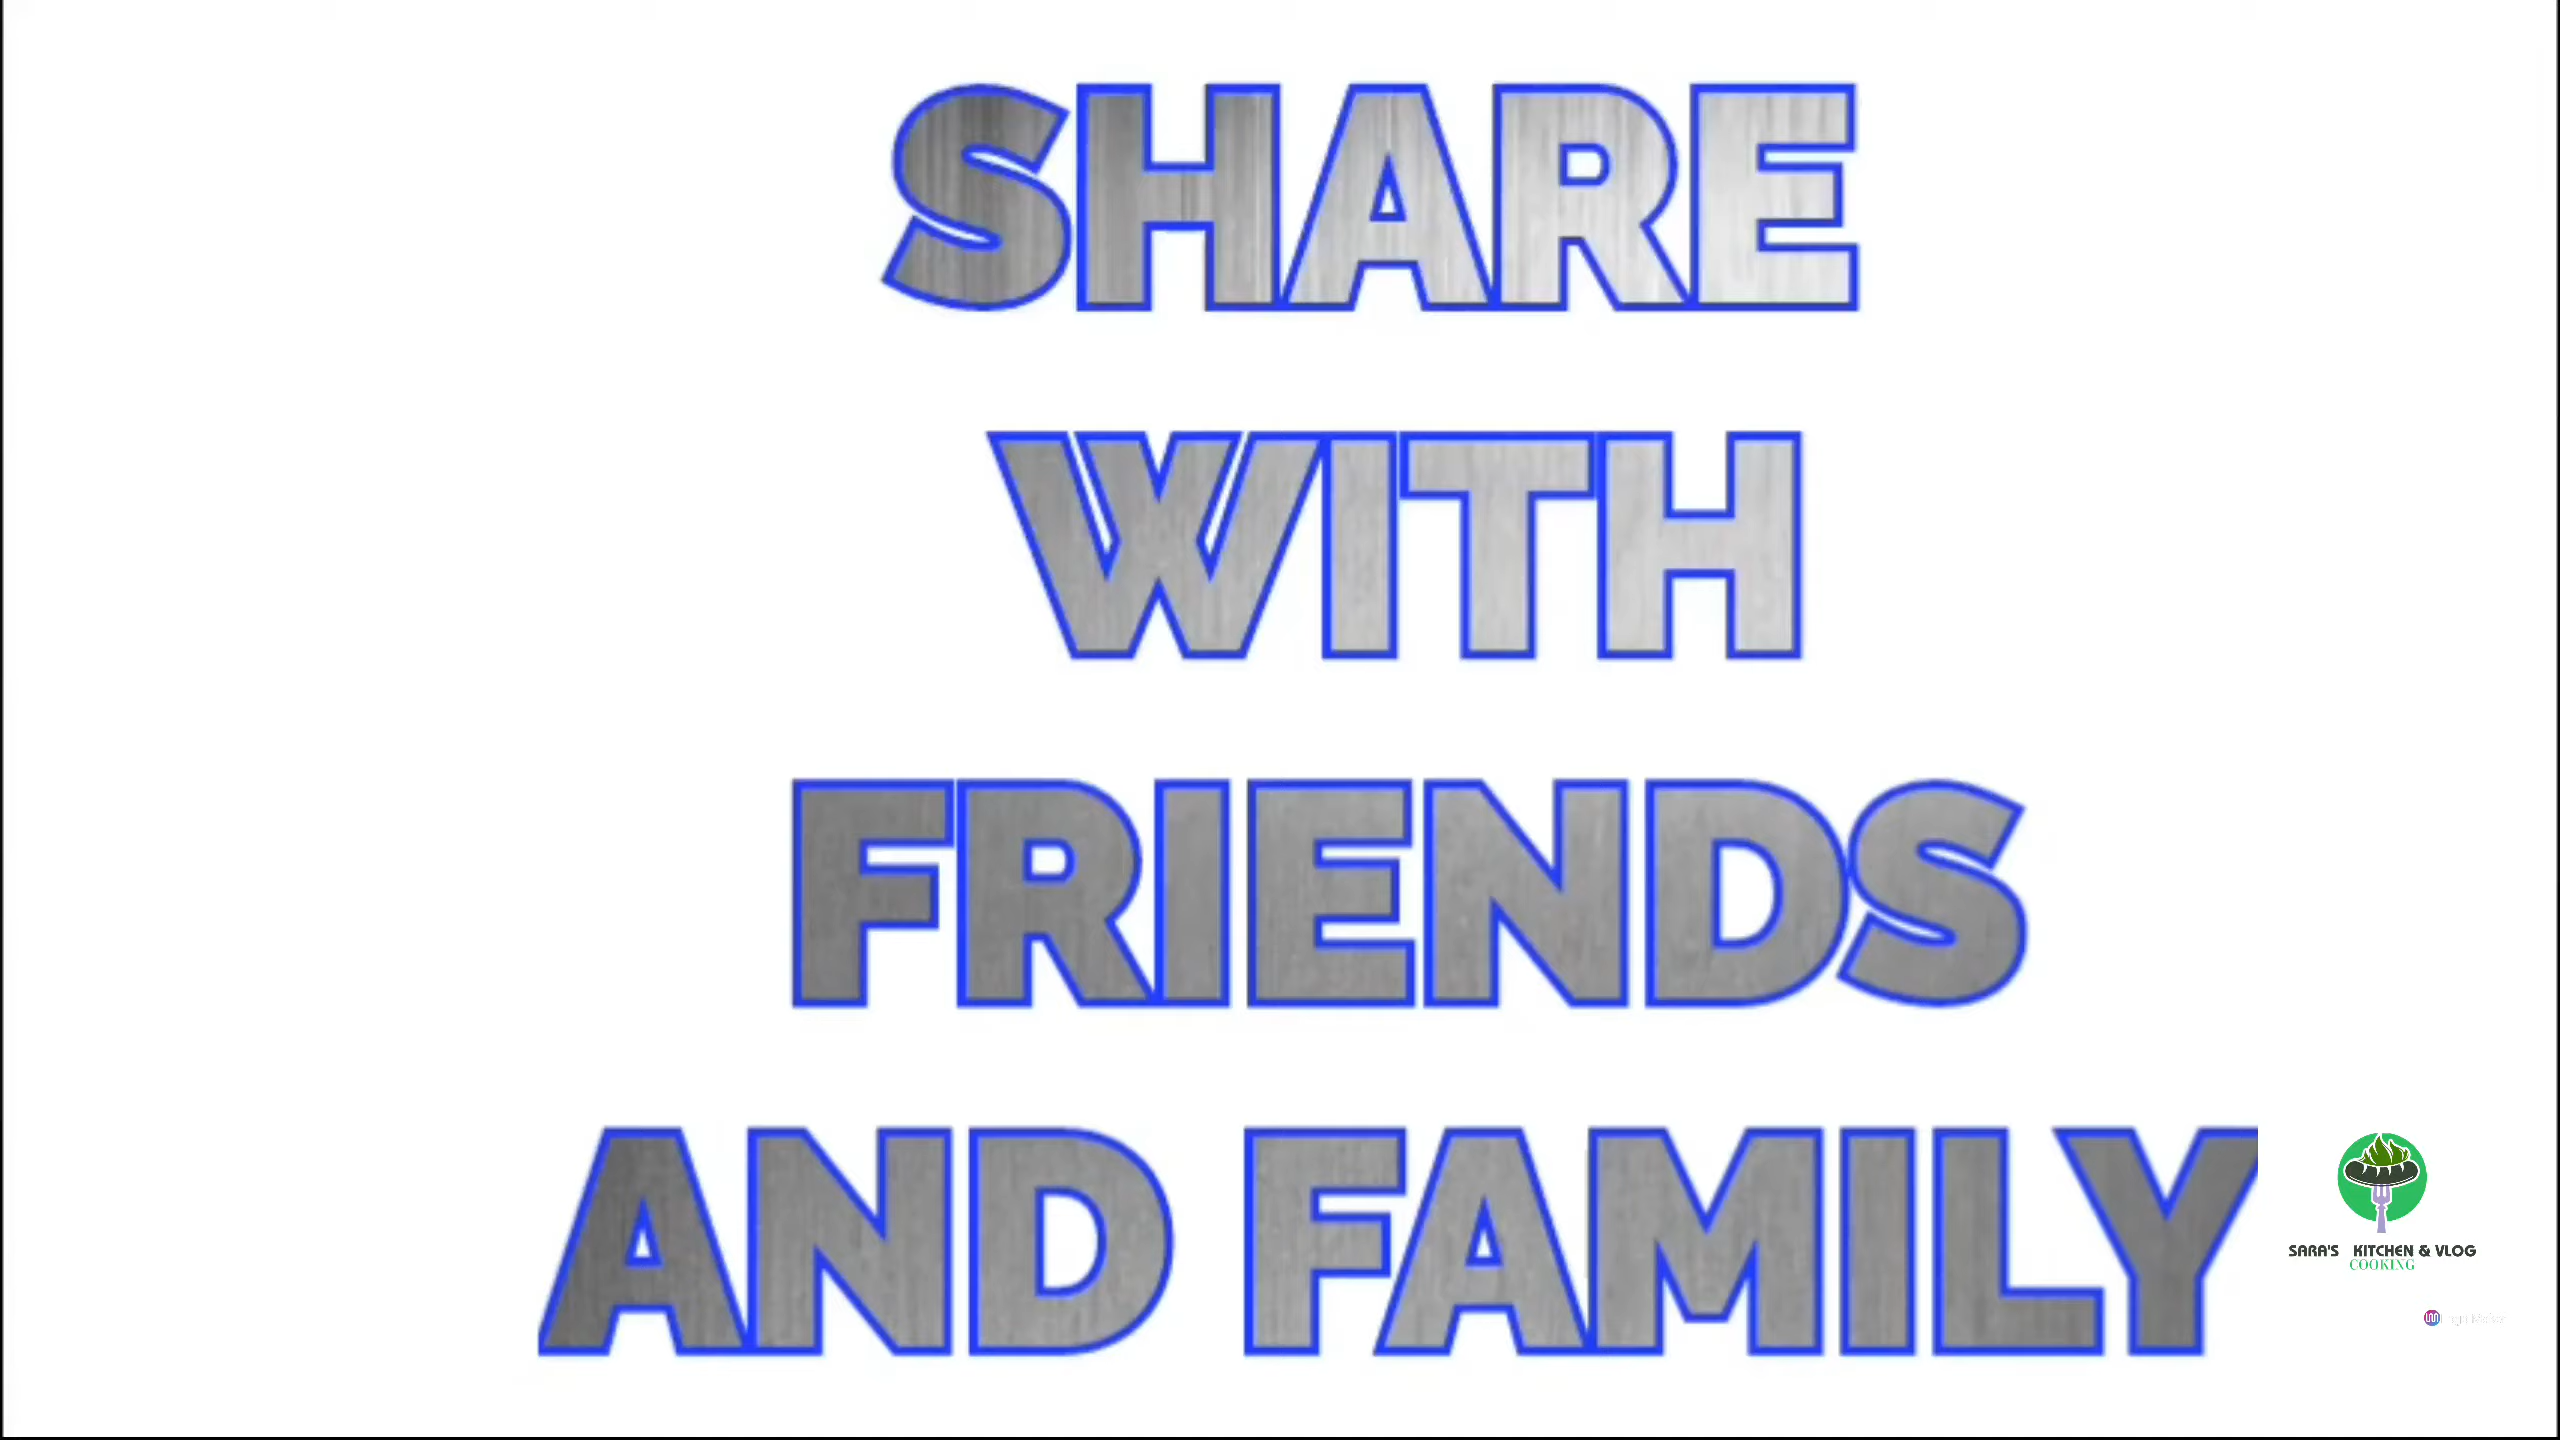 SHARE
WITH
FRIENDS
AND FAMILY
SARA'S KITCHEN & VLOG
COOKING